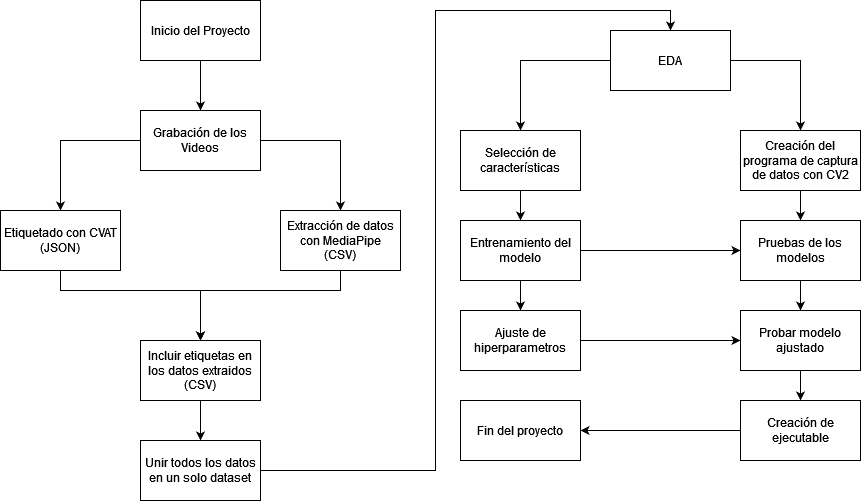 Inicio del Proyecto
Grabación de los
Videos
Etiquetado con CVAT
(JSON)
Extracción de datos
con MediaPipe
(CSV)
Incluir etiquetas en
los datos extraidos
(CSV)
Unir todos los datos
en un solo dataset
EDA
Selección de
características
Creación del
programa de captura
de datos con CV2
Entrenamiento del
modelo
Pruebas de los
modelos
Ajuste de
hiperparametros
Probar modelo
ajustado
Creación de
ejecutable
Fin del proyecto